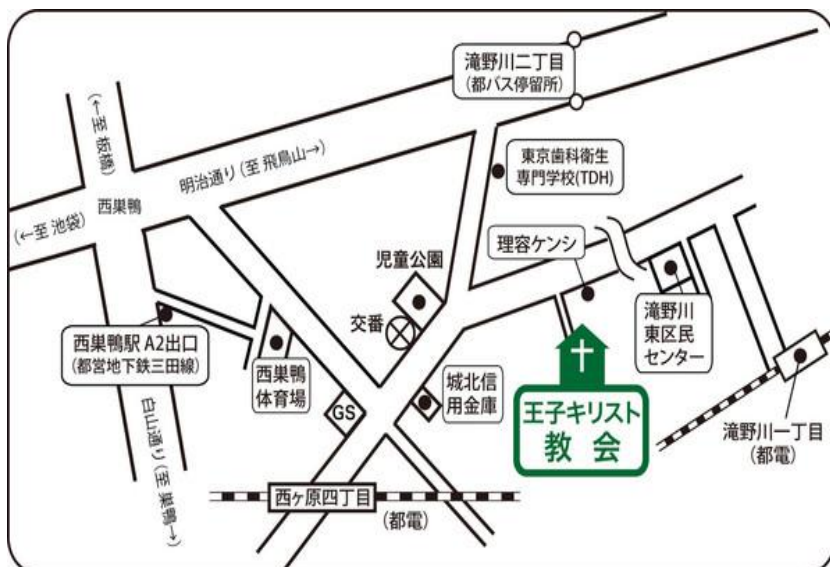 滝野川二丁目
(都バス停留所)
(←至 板橋)
明治通り(至 飛鳥山→)
東京歯科衛生
専門学校(TDH)
西巣鴨
(←至 池袋)
理容ケンシ
児童公園
交番
滝野川
東区民
センター
西巣鴨駅 A2出口
(都営地下鉄三田線)
西巣鴨
体育場
城北信
用金庫
GS
王子キリスト
教会
滝野川一丁目
(都電)
白山通り(至 巣鴨→)
西ヶ原四丁目
(都電)